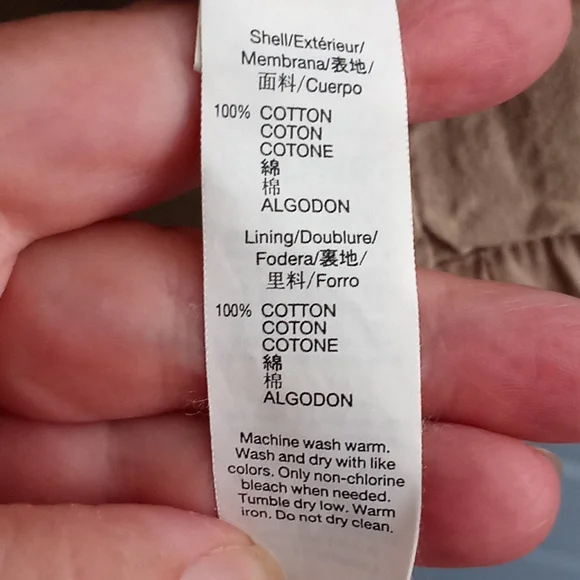 Shell/Extérieur/
Membrana/表地/
面料/Cuerpo
100% COTTON
COTON
COTONE
綿
棉
ALGODON
Lining/Doublure/
Fodera/裏地/
里料/Forro
100% COTTON
COTON
COTONE
綿
棉
ALGODON
Machine wash warm.
Wash and dry with like
colors. Only non-chlorine
bleach when needed.
Tumble dry low. Warm
iron. Do not dry clean.